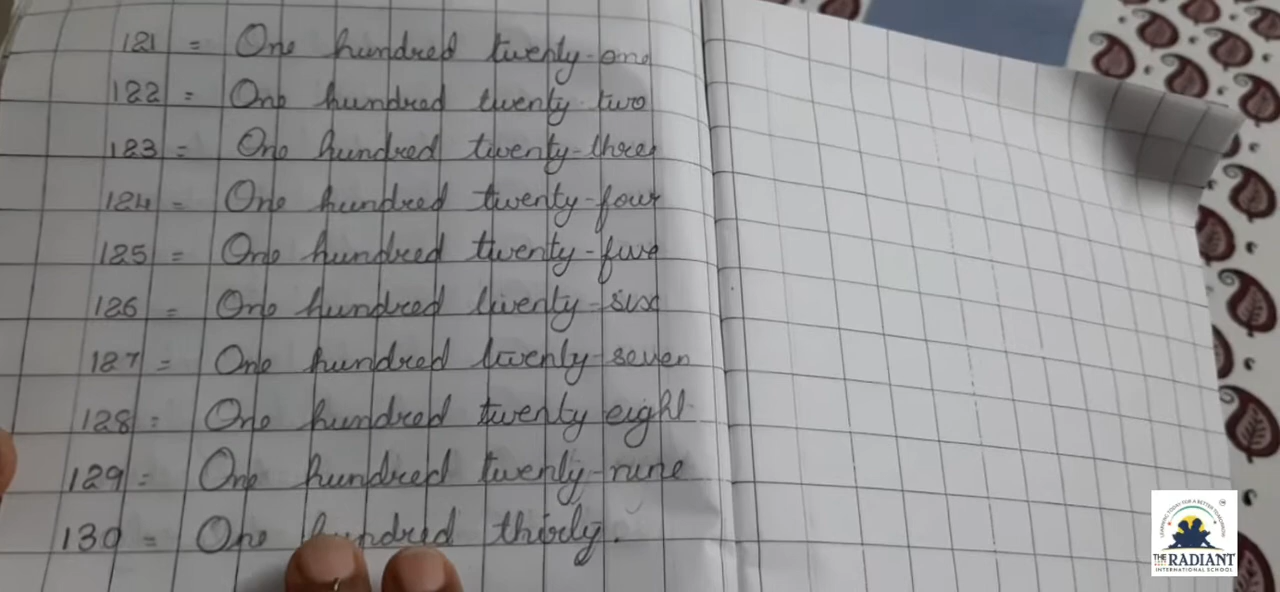 121 = One hundred twenty-one
122 = One hundred twenty two
123 = One hundred twenty-three
124 = One hundred twenty-four
125 = One hundred twenty-five
126 = One hundred twenty-six
127 = One hundred twenty-seven
128 = One hundred twenty eight
129 = One hundred twenty-nine
130 = One hundred thirty.
THE RADIANT
INTERNATIONAL SCHOOL